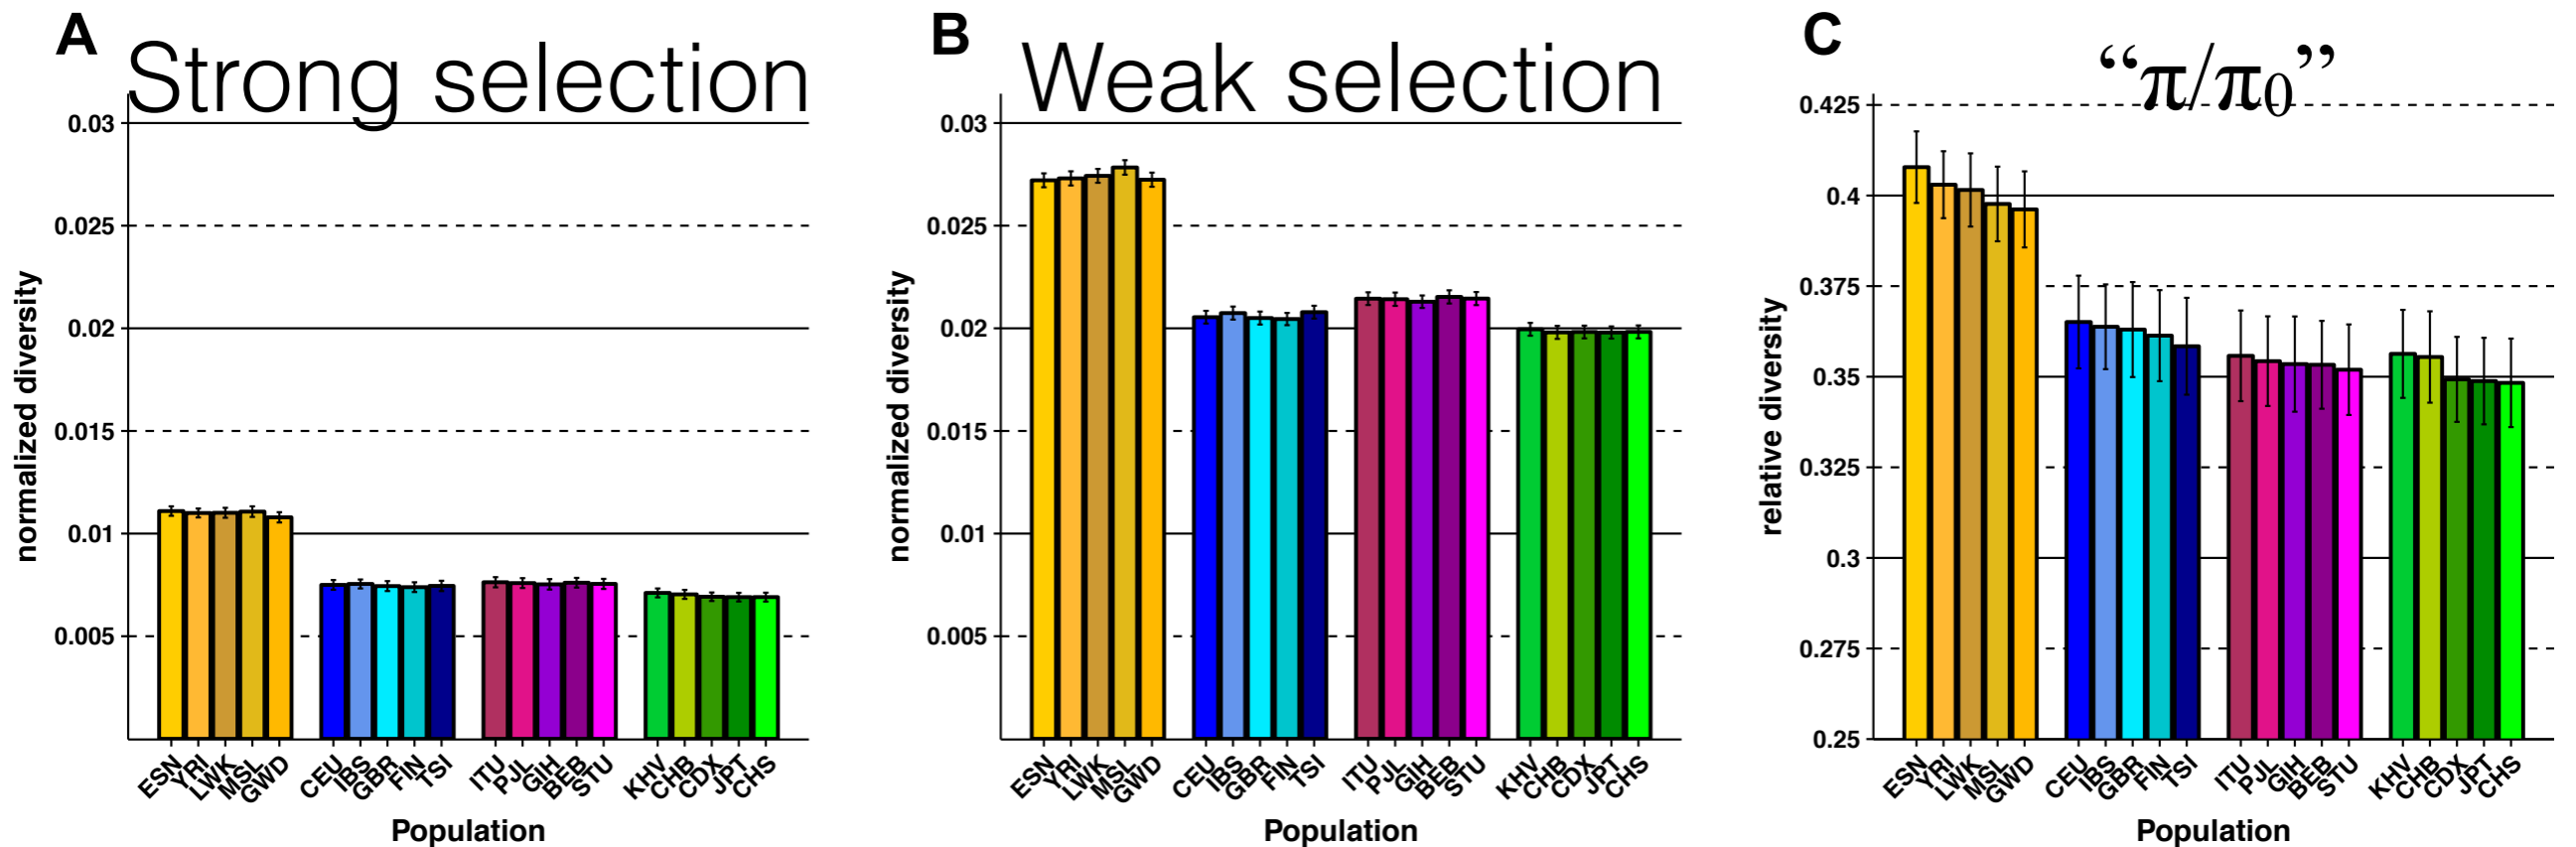 A
Strong selection
normalized diversity
0.03
0.025
0.02
0.015
0.01
0.005
ESN YRI LWK MSL GWD CEU IBS GBR FIN TSI ITU PJL GIH BEB STU KHV CHB CDX JPT CHS
Population
B
Weak selection
normalized diversity
0.03
0.025
0.02
0.015
0.01
0.005
ESN YRI LWK MSL GWD CEU IBS GBR FIN TSI ITU PJL GIH BEB STU KHV CHB CDX JPT CHS
Population
C
“π/π₀”
relative diversity
0.425
0.4
0.375
0.35
0.325
0.3
0.275
0.25
ESN YRI LWK MSL GWD CEU IBS GBR FIN TSI ITU PJL GIH BEB STU KHV CHB CDX JPT CHS
Population